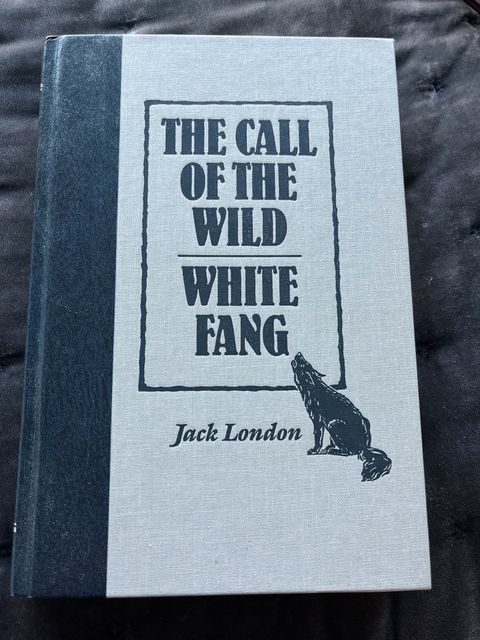 THE CALL
OF THE
WILD
WHITE
FANG
Jack London